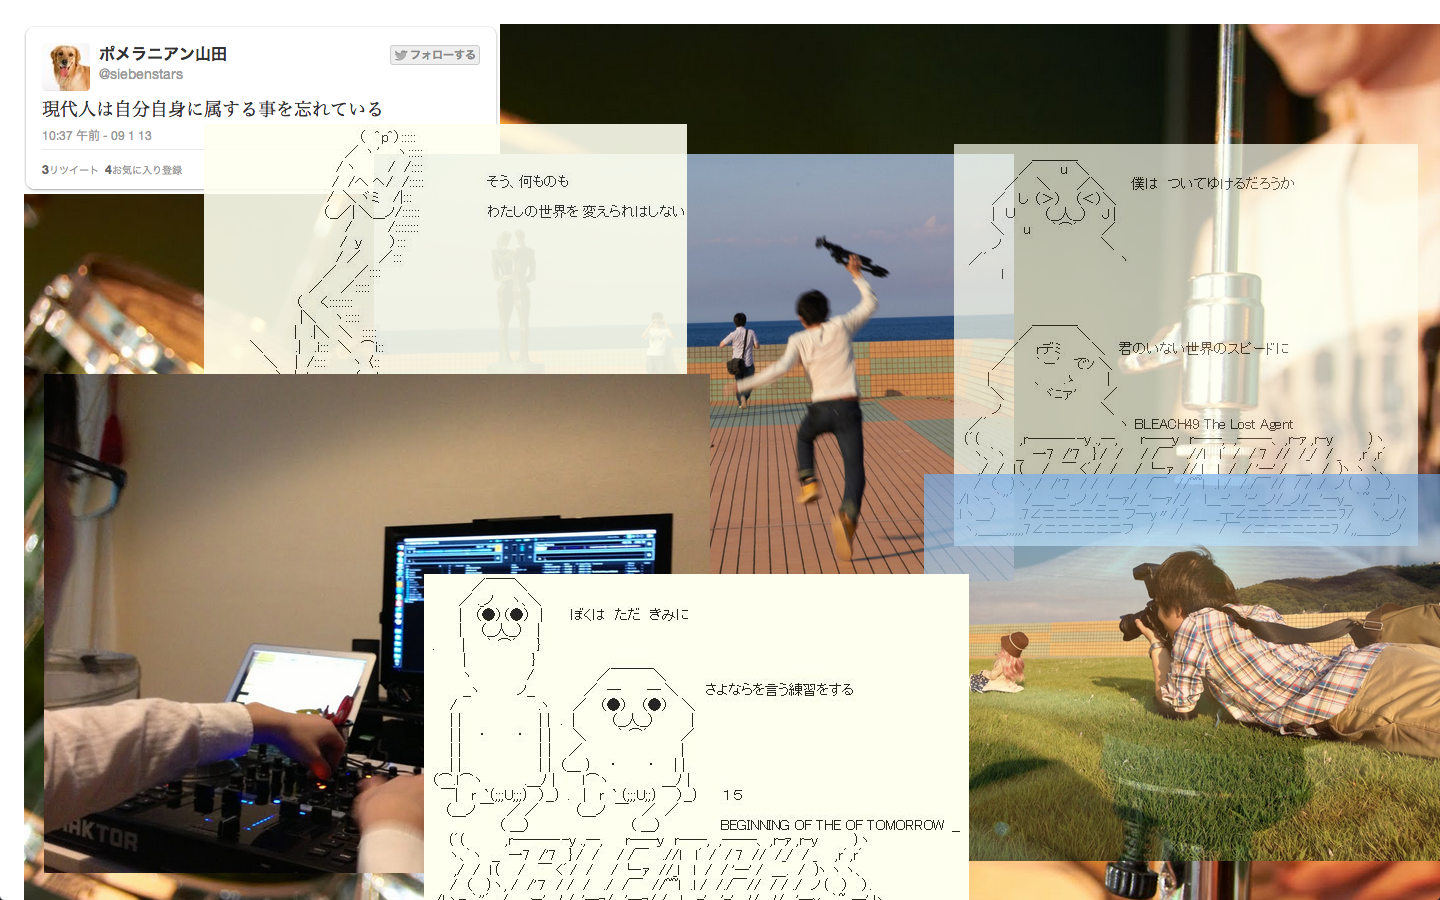 ポメラニアン山田
フォローする
@siebenstars
現代人は自分自身に属する事を忘れている
10:37 午前 - 09 1 13
3リツイート 4お気に入り登録
そう、何ものも
わたしの世界を 変えられはしない
僕は ついてゆけるだろうか
君のいない世界のスピードに
BLEACH49 The Lost Agent
ぼくは ただ きみに
さよならを言う練習をする
15
BEGINNING OF THE OF TOMORROW